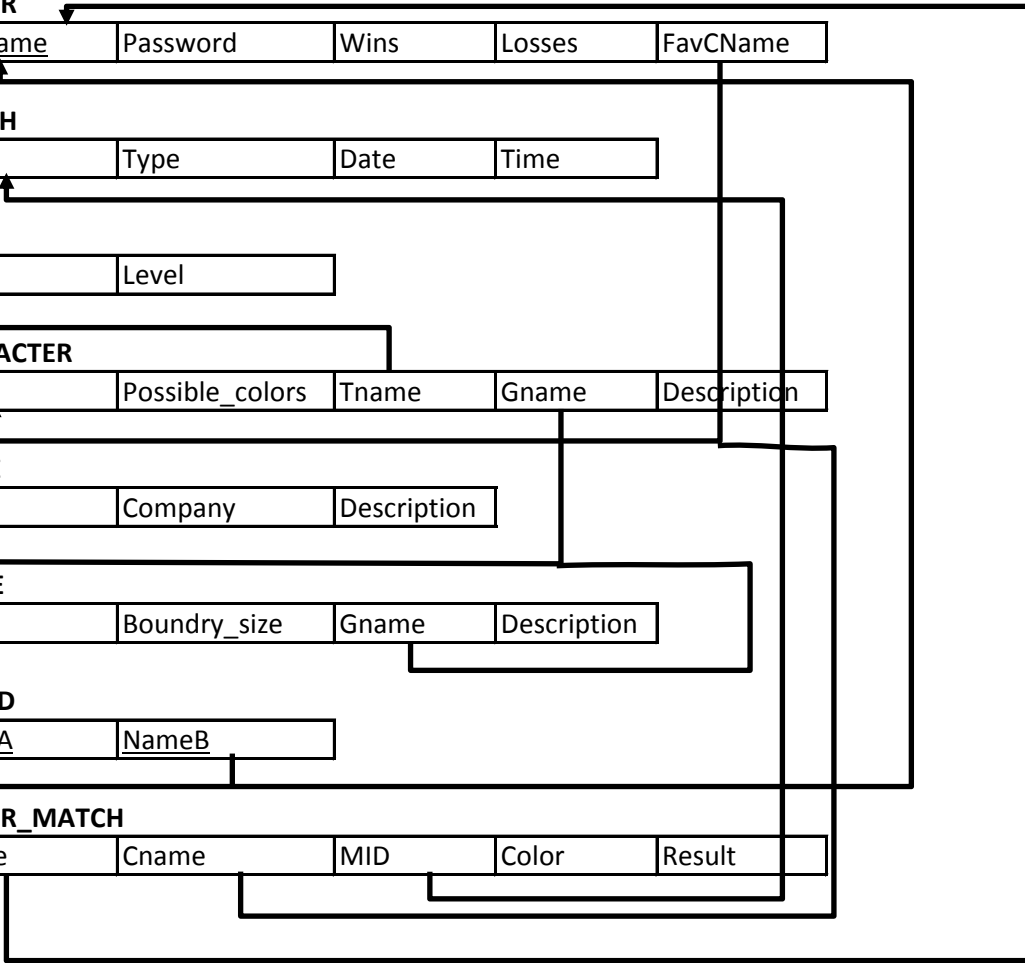 R
ame Password Wins Losses FavCName
H
Type Date Time
Level
ACTER
Possible_colors Tname Gname Description
Company Description
E
Boundry_size Gname Description
D
A NameB
R_MATCH
e Cname MID Color Result